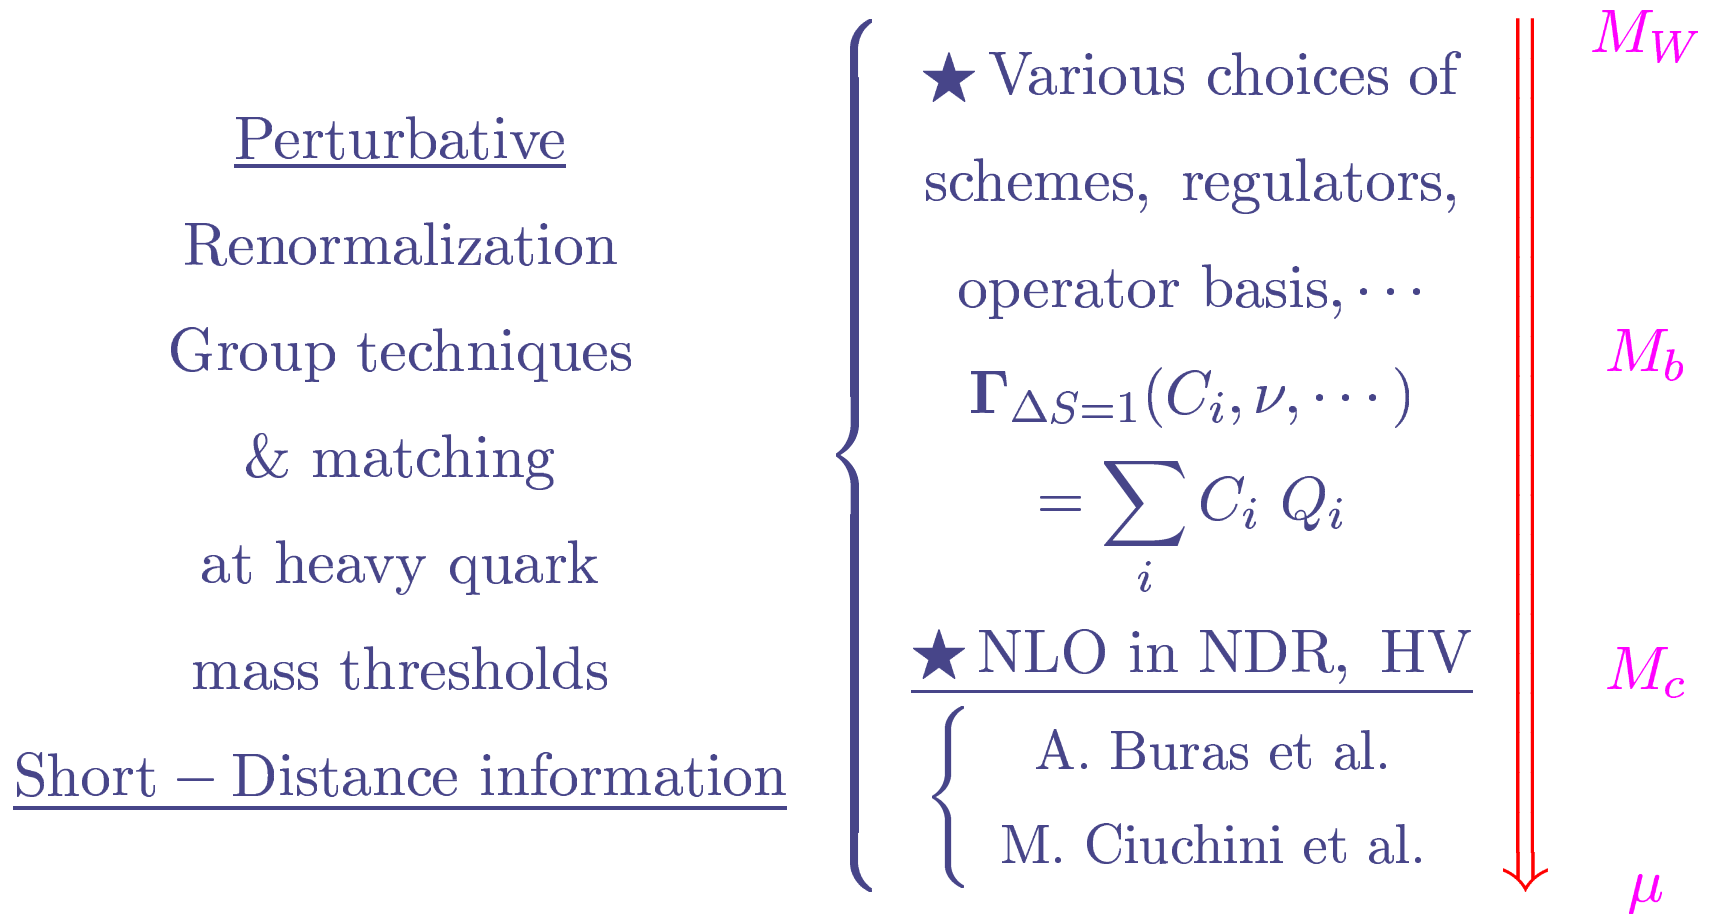 Perturbative
Renormalization
Group techniques
& matching
at heavy quark
mass thresholds
Short – Distance information
★ Various choices of
schemes, regulators,
operator basis, ⋯
𝚪_{ΔS=1}(C_i, ν, ⋯)
= ∑_i C_i Q_i
★ NLO in NDR, HV
A. Buras et al.
M. Ciuchini et al.
M_W
M_b
M_c
μ